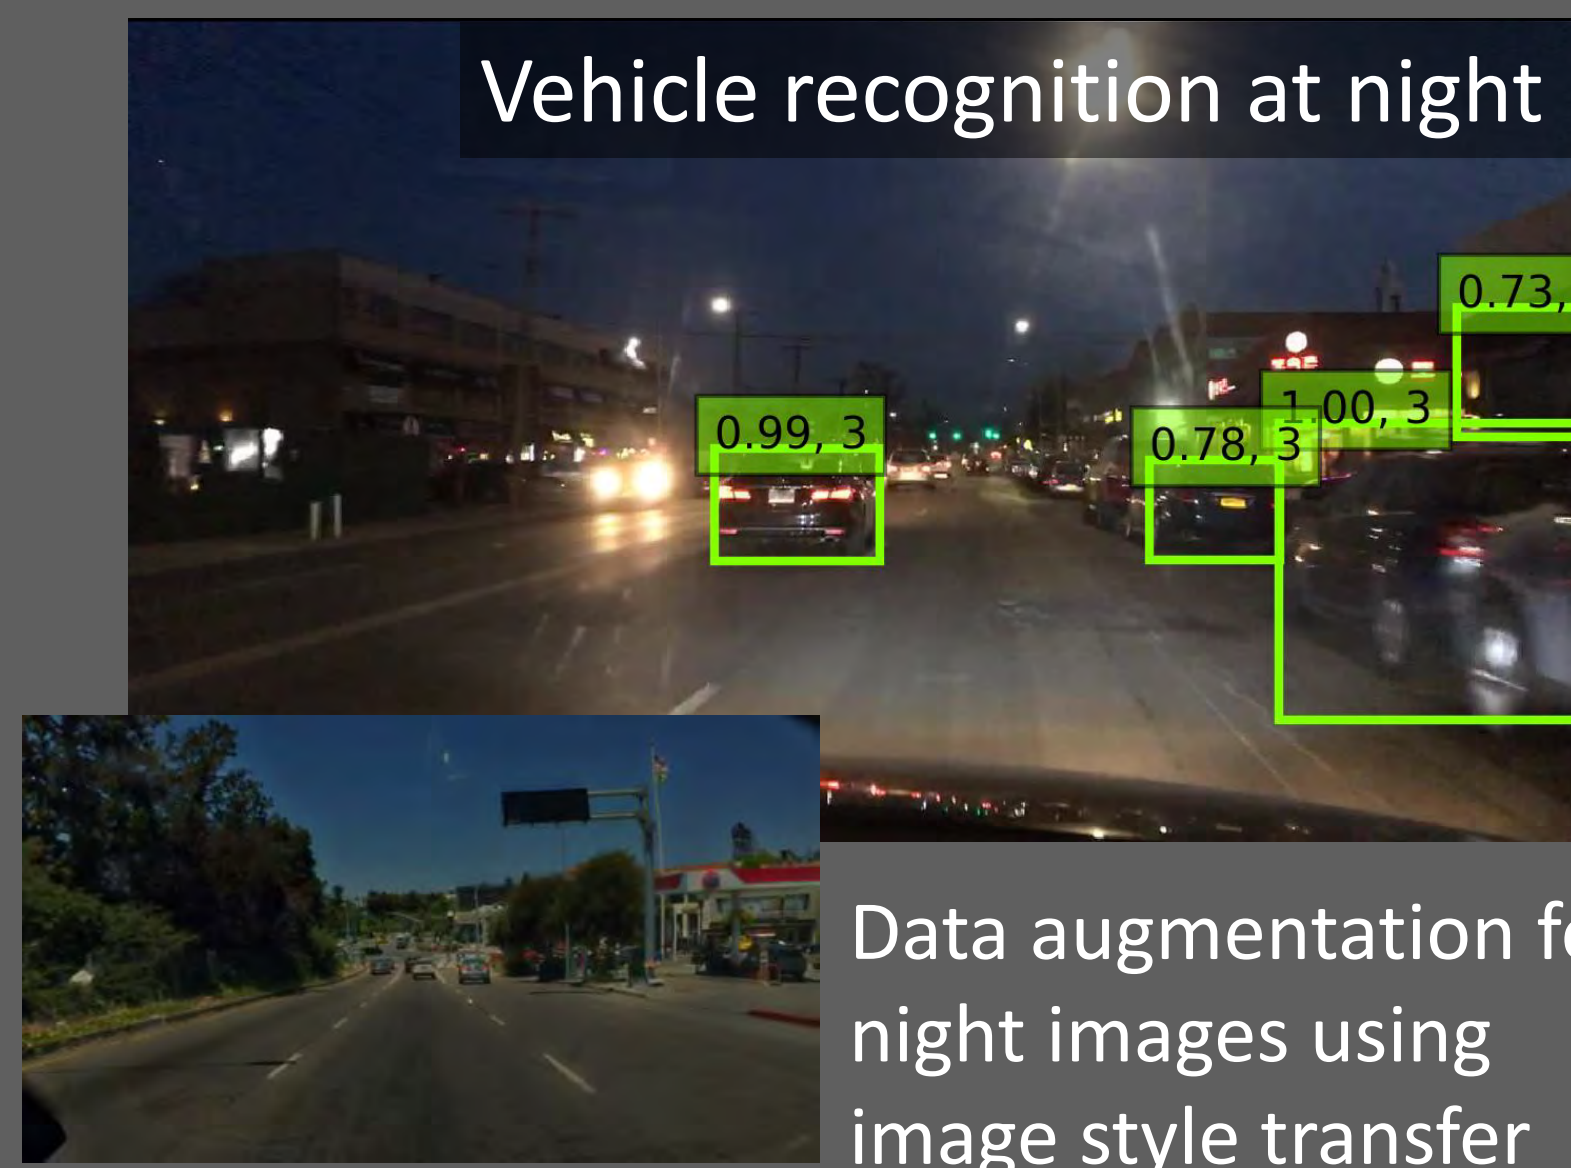 Vehicle recognition at night
0.73,
1.00, 3
0.99, 3
0.78, 3
Data augmentation fo
night images using
image style transfer